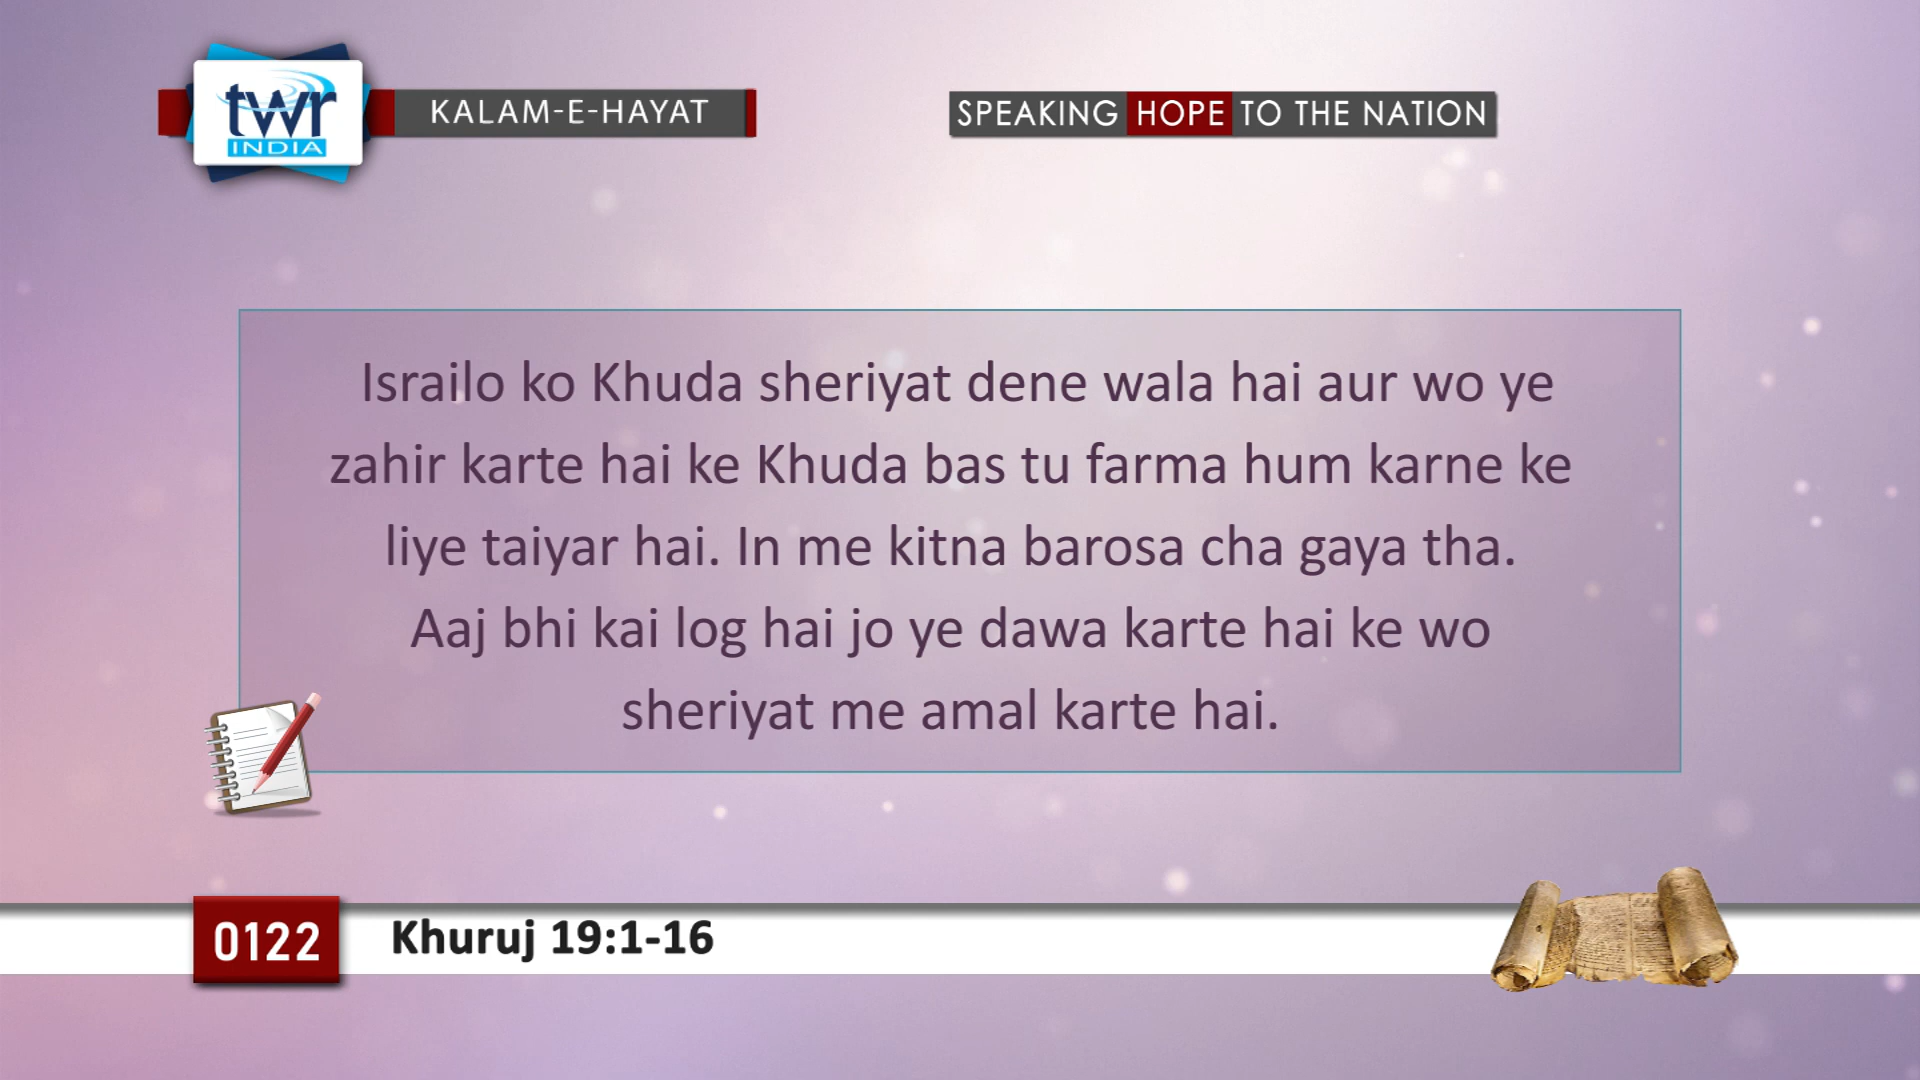 twr
INDIA
KALAM-E-HAYAT
SPEAKING HOPE TO THE NATION
Israilo ko Khuda sheriyat dene wala hai aur wo ye
zahir karte hai ke Khuda bas tu farma hum karne ke
liye taiyar hai. In me kitna barosa cha gaya tha.
Aaj bhi kai log hai jo ye dawa karte hai ke wo
sheriyat me amal karte hai.
0122
Khuruj 19:1-16